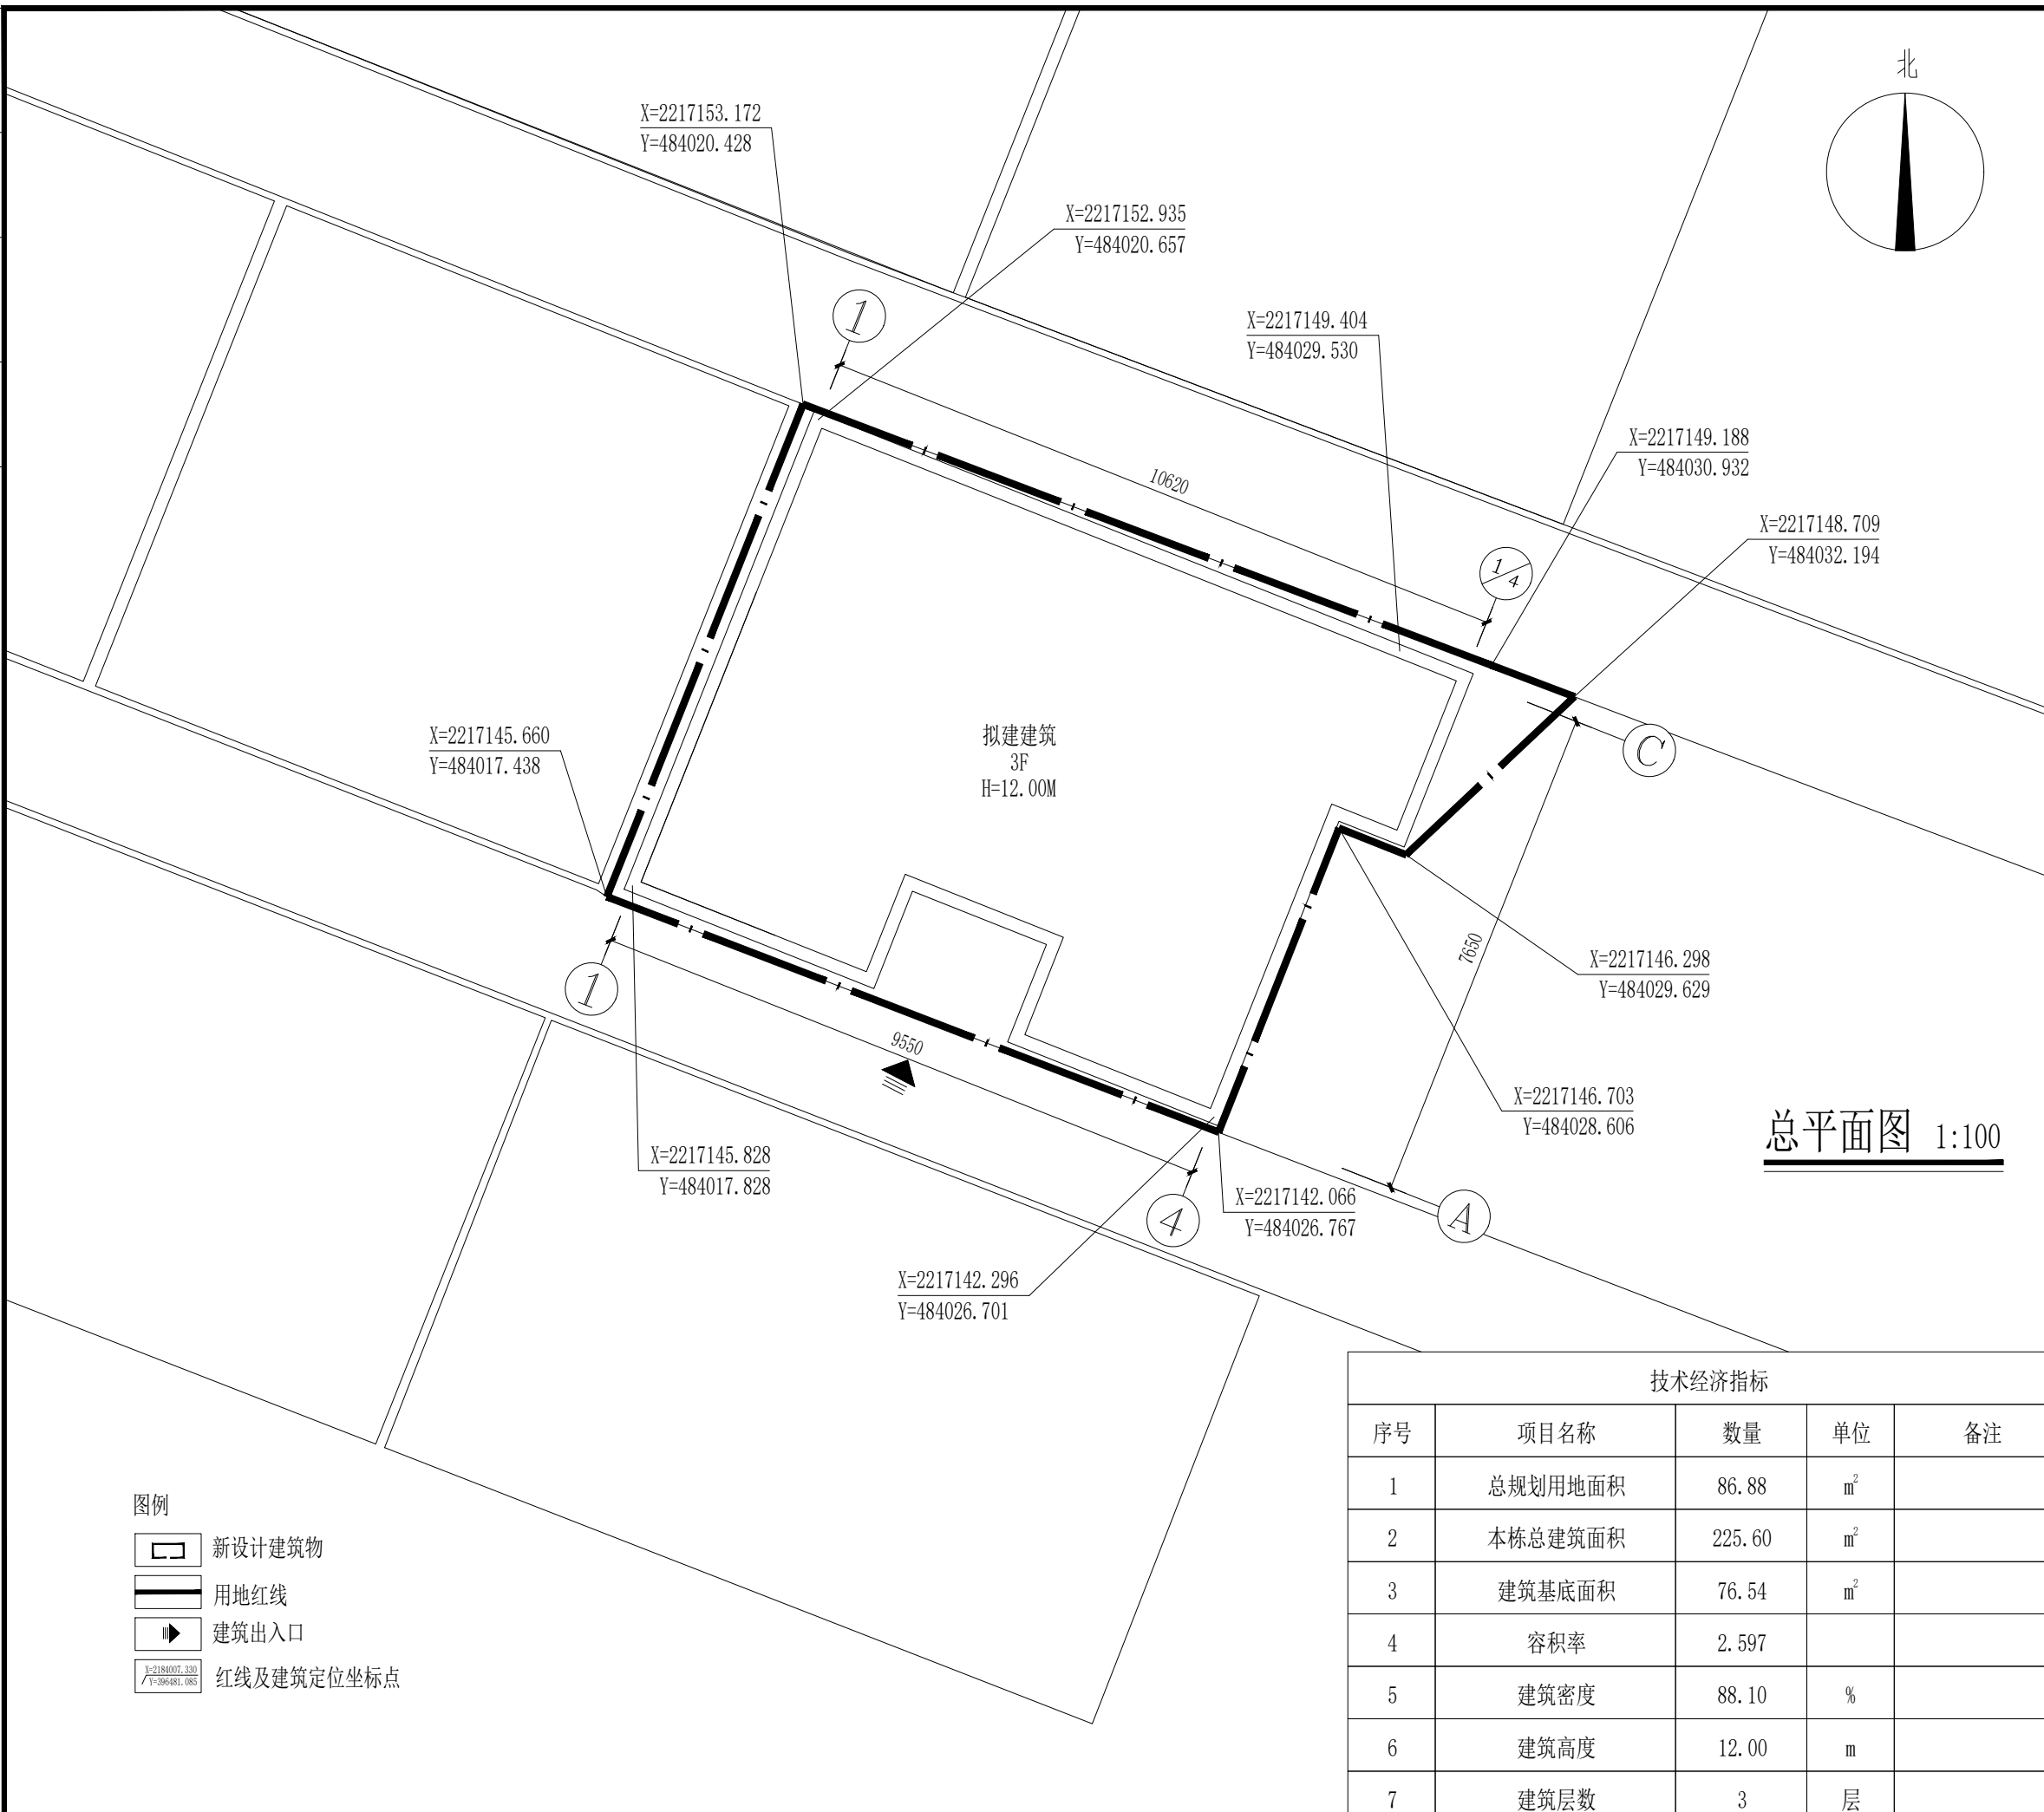 北
X=2217153.172
Y=484020.428
X=2217152.935
Y=484020.657
1
X=2217149.404
Y=484029.530
X=2217149.188
Y=484030.932
10620
X=2217148.709
Y=484032.194
1 4
X=2217145.660
Y=484017.438
拟建建筑
3F
H=12.00M
C
7650
X=2217146.298
Y=484029.629
1
9550
X=2217146.703
Y=484028.606
总平面图 1:100
X=2217145.828
Y=484017.828
4
X=2217142.066
Y=484026.767
A
X=2217142.296
Y=484026.701
技术经济指标
序号 项目名称 数量 单位 备注
1 总规划用地面积 86.88 m²
2 本栋总建筑面积 225.60 m²
3 建筑基底面积 76.54 m²
4 容积率 2.597
5 建筑密度 88.10 %
6 建筑高度 12.00 m
7 建筑层数 3 层
图例
新设计建筑物
用地红线
建筑出入口
X=2184007.330
Y=396481.085
红线及建筑定位坐标点